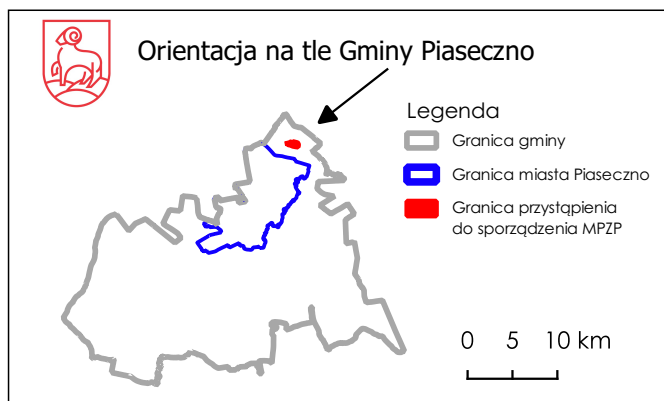 Orientacja na tle Gminy Piaseczno
Legenda
Granica gminy
Granica miasta Piaseczno
Granica przystąpienia
do sporządzenia MPZP
0 5 10 km